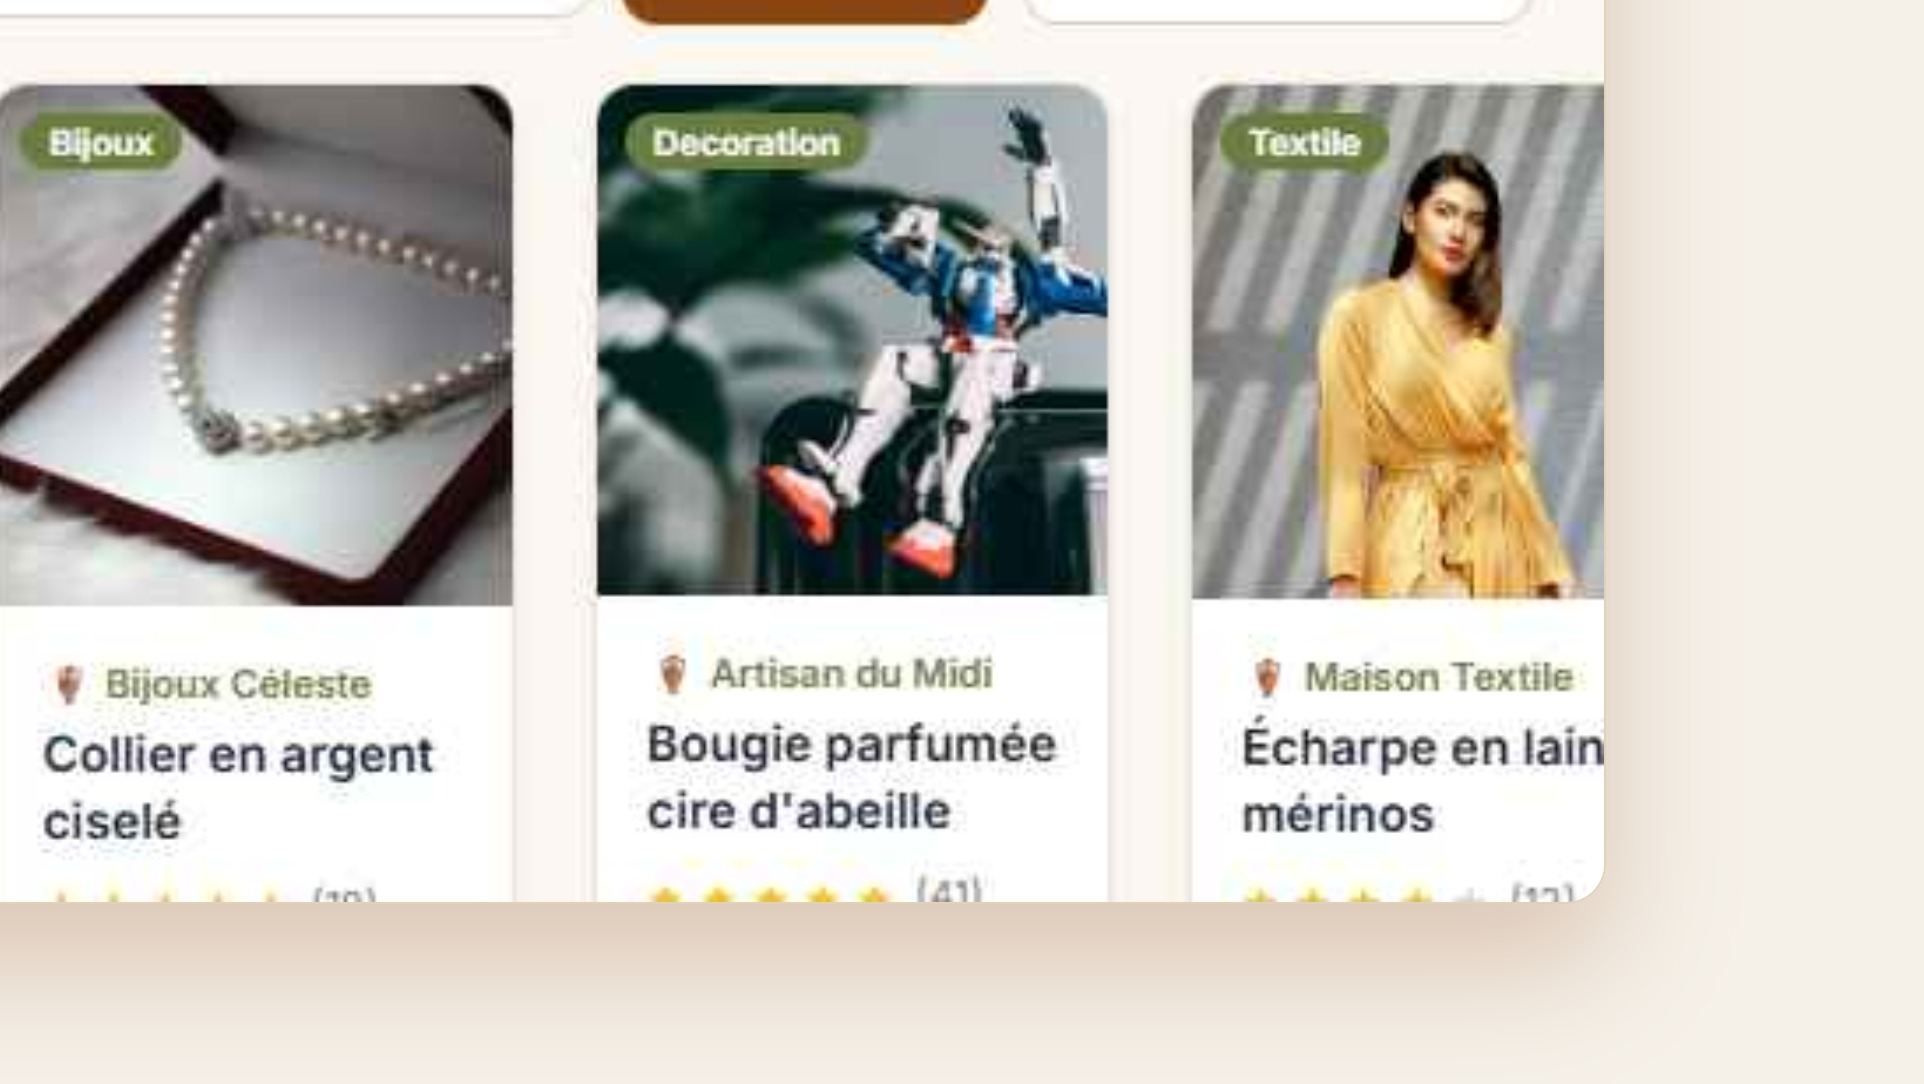 Bijoux
Decoration
Textile
Bijoux Céleste
Collier en argent
ciselé
Artisan du Midi
Bougie parfumée
cire d'abeille
(41)
Maison Textile
Écharpe en lain
mérinos